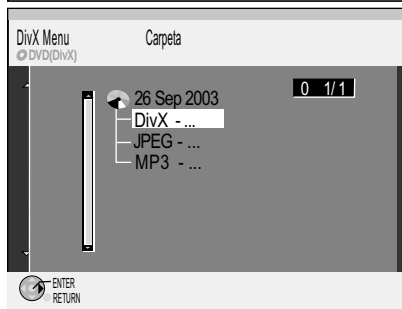 DivX Menu Carpeta
DVD(DivX)
0 1/1
26 Sep 2003
DivX - ...
JPEG - ...
MP3 - ...
ENTER
RETURN